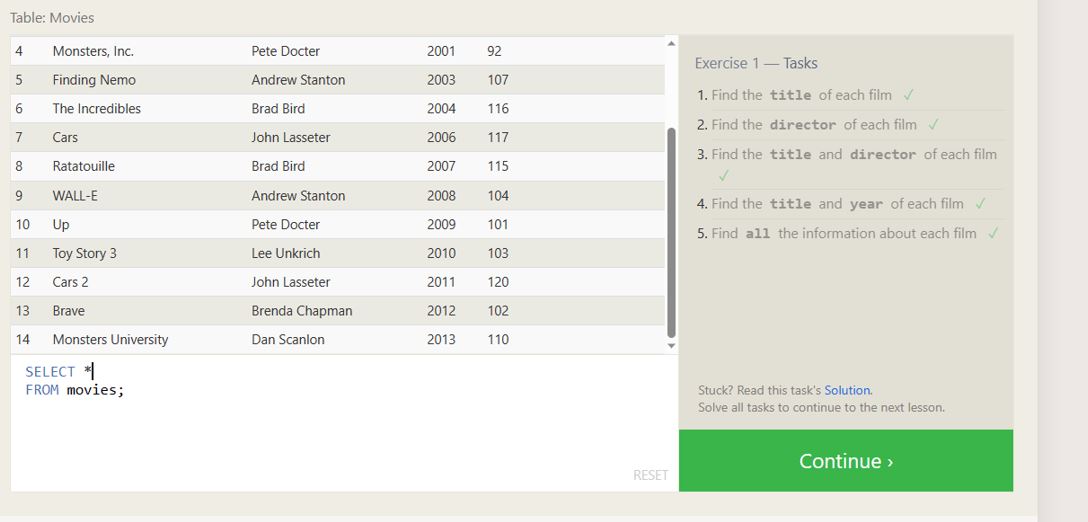 Table: Movies
4 Monsters, Inc. Pete Docter 2001 92
5 Finding Nemo Andrew Stanton 2003 107
6 The Incredibles Brad Bird 2004 116
7 Cars John Lasseter 2006 117
8 Ratatouille Brad Bird 2007 115
9 WALL-E Andrew Stanton 2008 104
10 Up Pete Docter 2009 101
11 Toy Story 3 Lee Unkrich 2010 103
12 Cars 2 John Lasseter 2011 120
13 Brave Brenda Chapman 2012 102
14 Monsters University Dan Scanlon 2013 110
SELECT *
FROM movies;
RESET
Exercise 1 — Tasks
1. Find the title of each film ✓
2. Find the director of each film ✓
3. Find the title and director of each film
✓
4. Find the title and year of each film ✓
5. Find all the information about each film ✓
Stuck? Read this task's Solution.
Solve all tasks to continue to the next lesson.
Continue ›